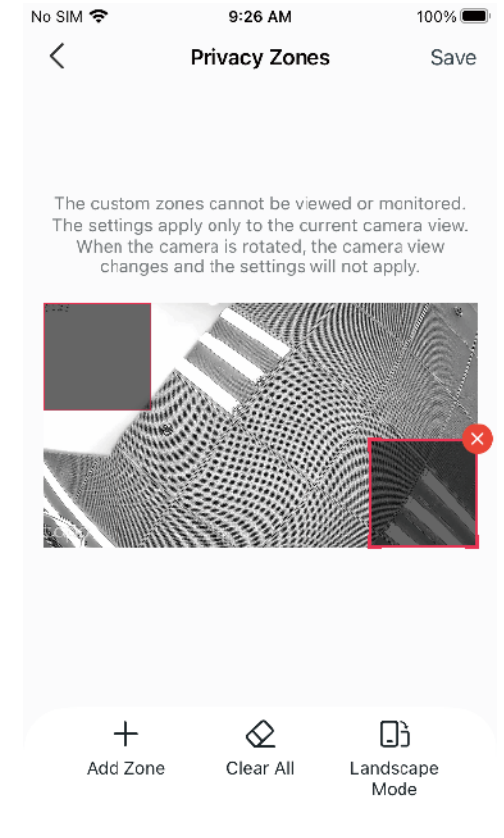 No SIM 9:26 AM 100%
Privacy Zones Save
The custom zones cannot be viewed or monitored.
The settings apply only to the current camera view.
When the camera is rotated, the camera view
changes and the settings will not apply.
Add Zone Clear All Landscape
Mode